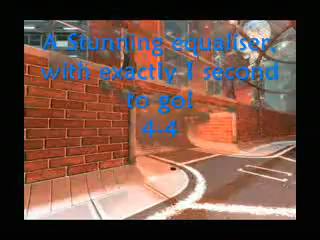 A Stunning equaliser,
with exactly 1 second
to go!
4-4